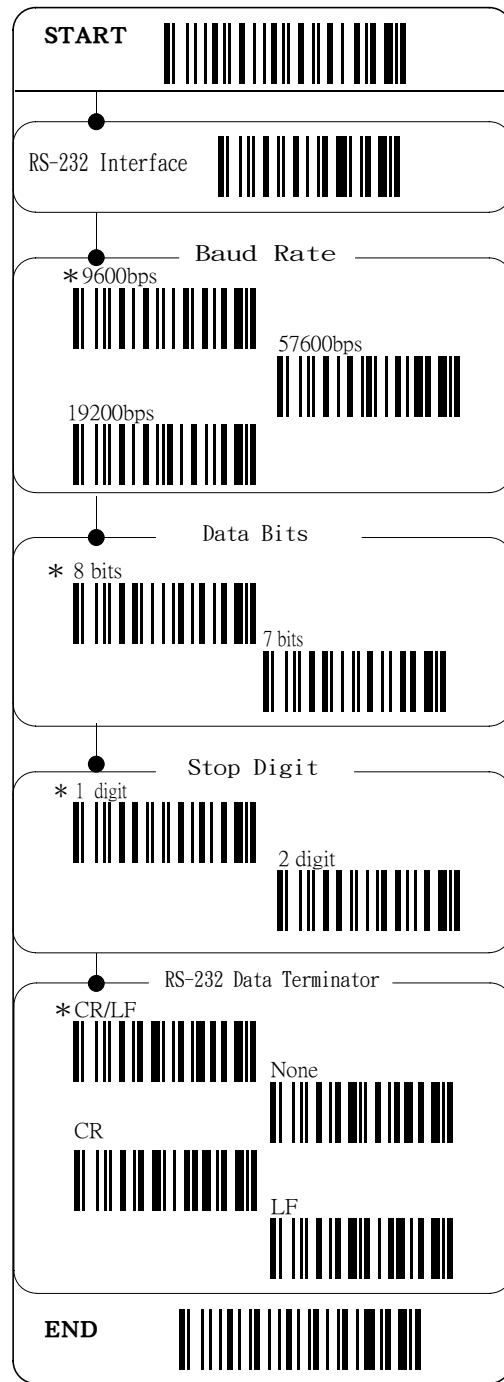 START
RS-232 Interface
Baud Rate
*9600bps
57600bps
19200bps
Data Bits
* 8 bits
7 bits
Stop Digit
* 1 digit
2 digit
RS-232 Data Terminator
*CR/LF
None
CR
LF
END